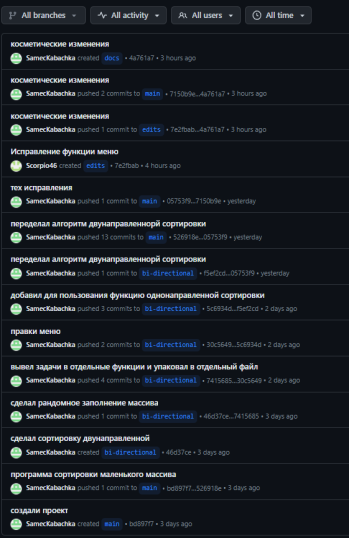 All branches All activity All users All time
косметические изменения
SamecKabachka created docs • 4a761a7 • 3 hours ago
косметические изменения
SamecKabachka pushed 2 commits to main • 7150b9e...4a761a7 • 3 hours ago
косметические изменения
SamecKabachka pushed 1 commit to edits • 7e2fbab...4a761a7 • 3 hours ago
Исправление функции меню
Scorpio46 created edits • 7e2fbab • 4 hours ago
тех исправления
SamecKabachka pushed 1 commit to main • 05753f9...7150b9e • yesterday
переделал алгоритм двунаправленной сортировки
SamecKabachka pushed 13 commits to main • 526918e...05753f9 • yesterday
переделал алгоритм двунаправленной сортировки
SamecKabachka pushed 1 commit to bi-directional • f5ef2cd...05753f9 • yesterday
добавил для пользования функцию однонаправленной сортировки
SamecKabachka pushed 3 commits to bi-directional • 5c6934d...f5ef2cd • 2 days ago
правки меню
SamecKabachka pushed 2 commits to bi-directional • 30c5649...5c6934d • 2 days ago
вывел задачи в отдельные функции и упаковал в отдельный файл
SamecKabachka pushed 4 commits to bi-directional • 7415685...30c5649 • 2 days ago
сделал рандомное заполнение массива
SamecKabachka pushed 1 commit to bi-directional • 46d37ce...7415685 • 3 days ago
сделал сортировку двунаправленной
SamecKabachka created bi-directional • 46d37ce • 3 days ago
программа сортировки маленького массива
SamecKabachka pushed 1 commit to main • bd897f7...526918e • 3 days ago
создали проект
SamecKabachka created main • bd897f7 • 3 days ago